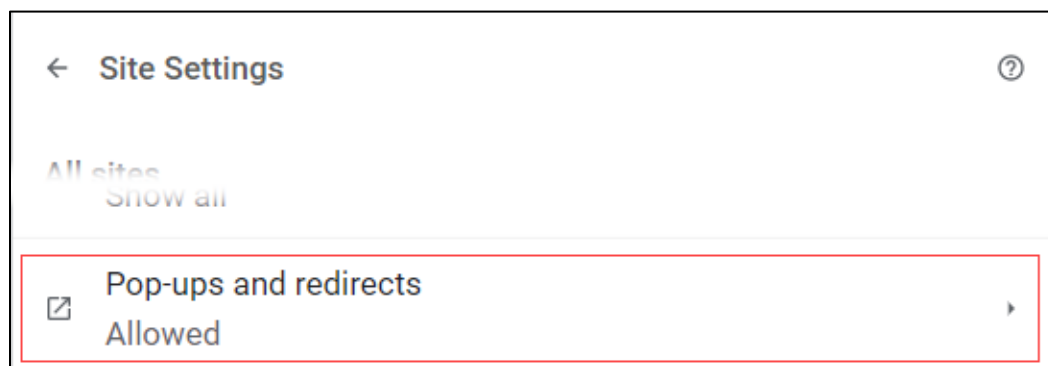 Site Settings
All sites
Show all
Pop-ups and redirects
Allowed